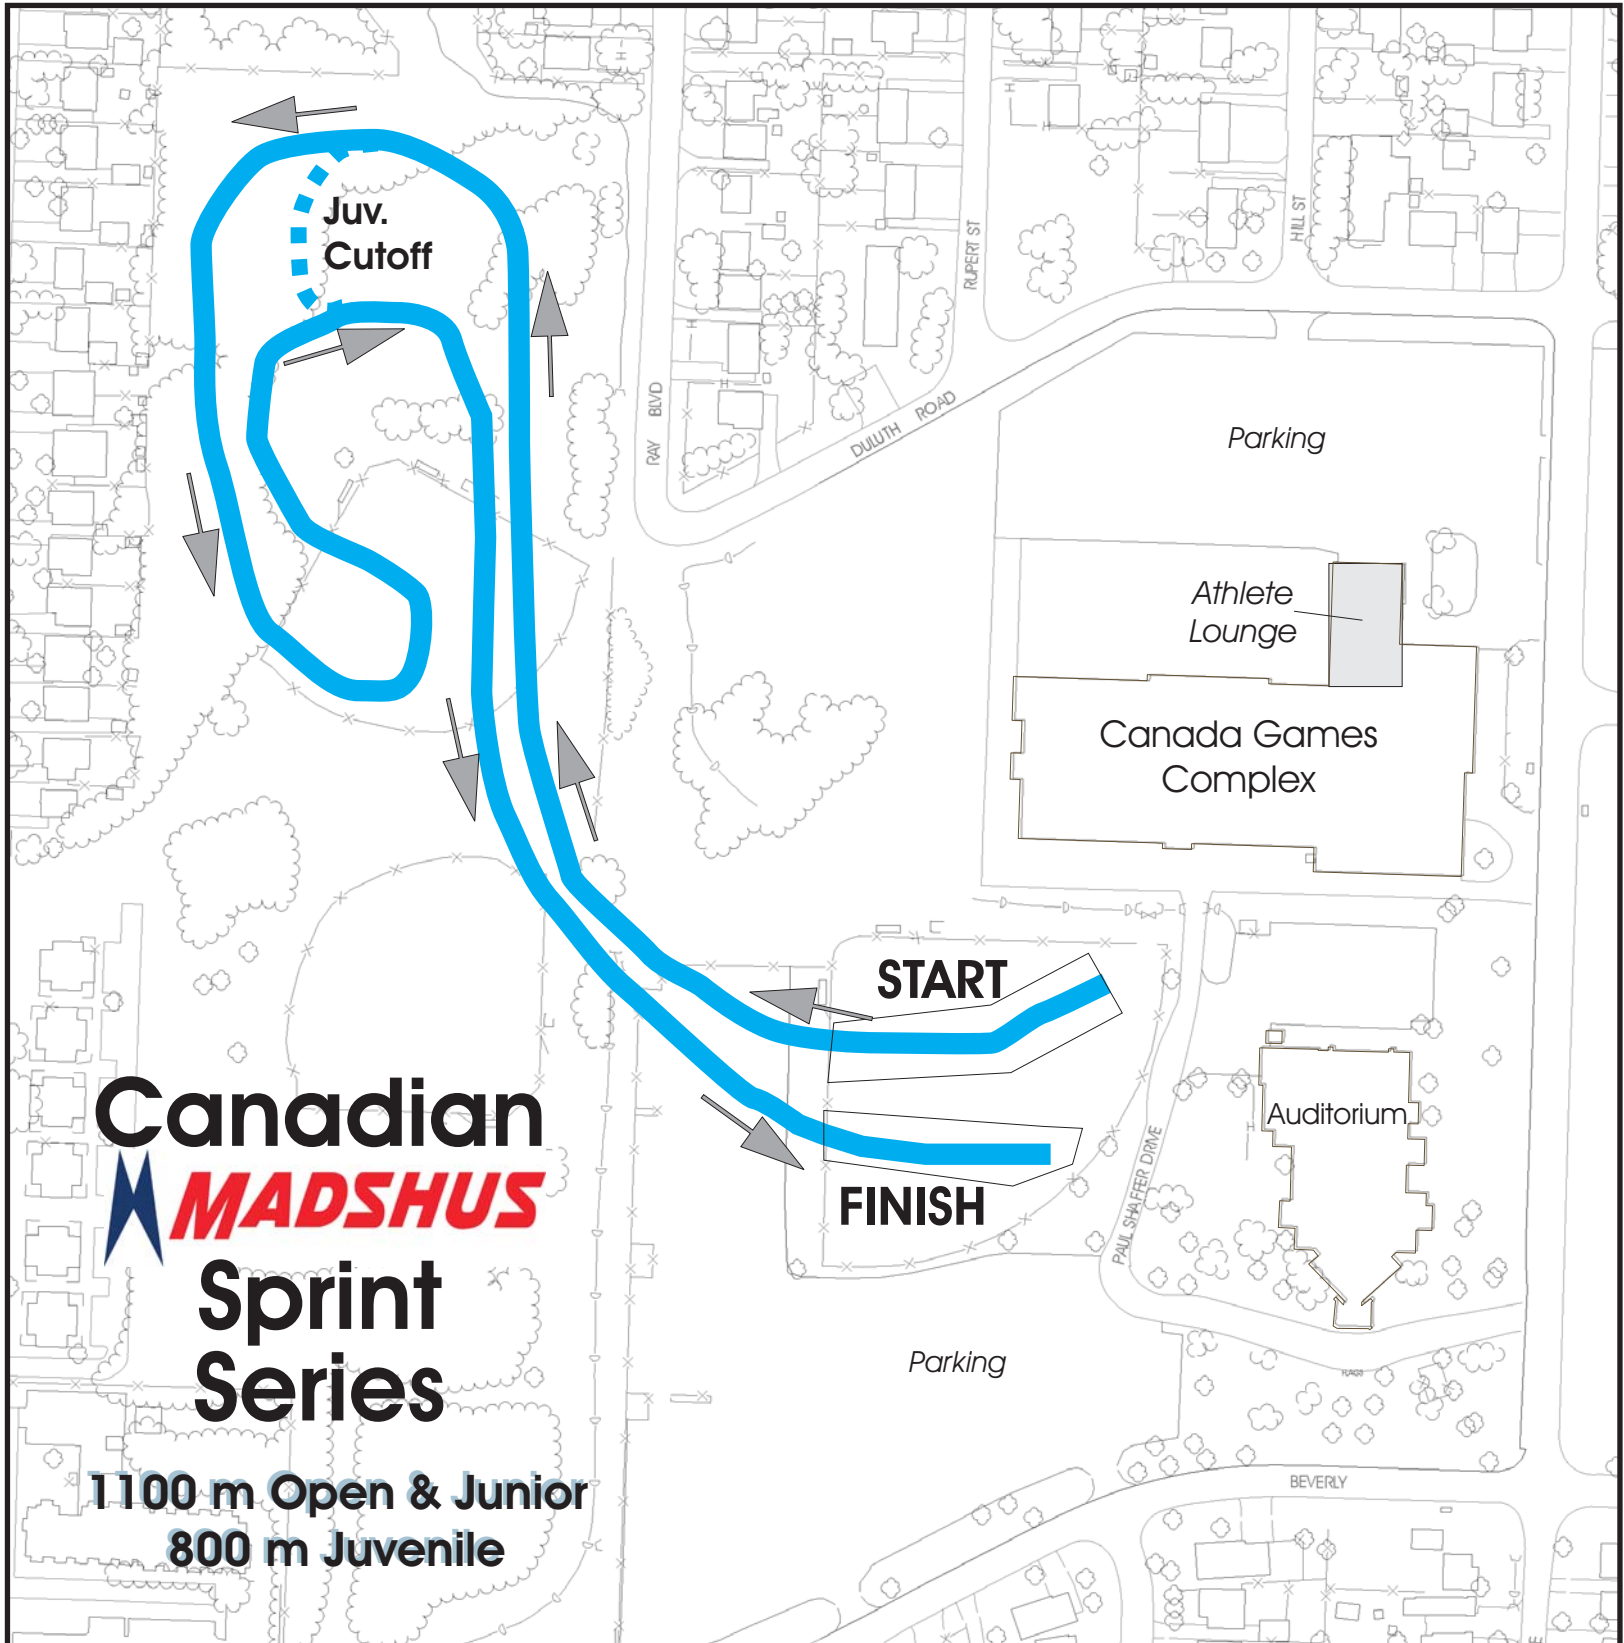 Juv.
Cutoff
RAY BLVD
RUPERT ST
HILL ST
DULUTH ROAD
Parking
Athlete
Lounge
Canada Games
Complex
START
FINISH
Auditorium
PAUL SHAFFER DRIVE
Canadian
MADSHUS
Sprint
Series
1100 m Open & Junior
800 m Juvenile
Parking
FLAGS
BEVERLY